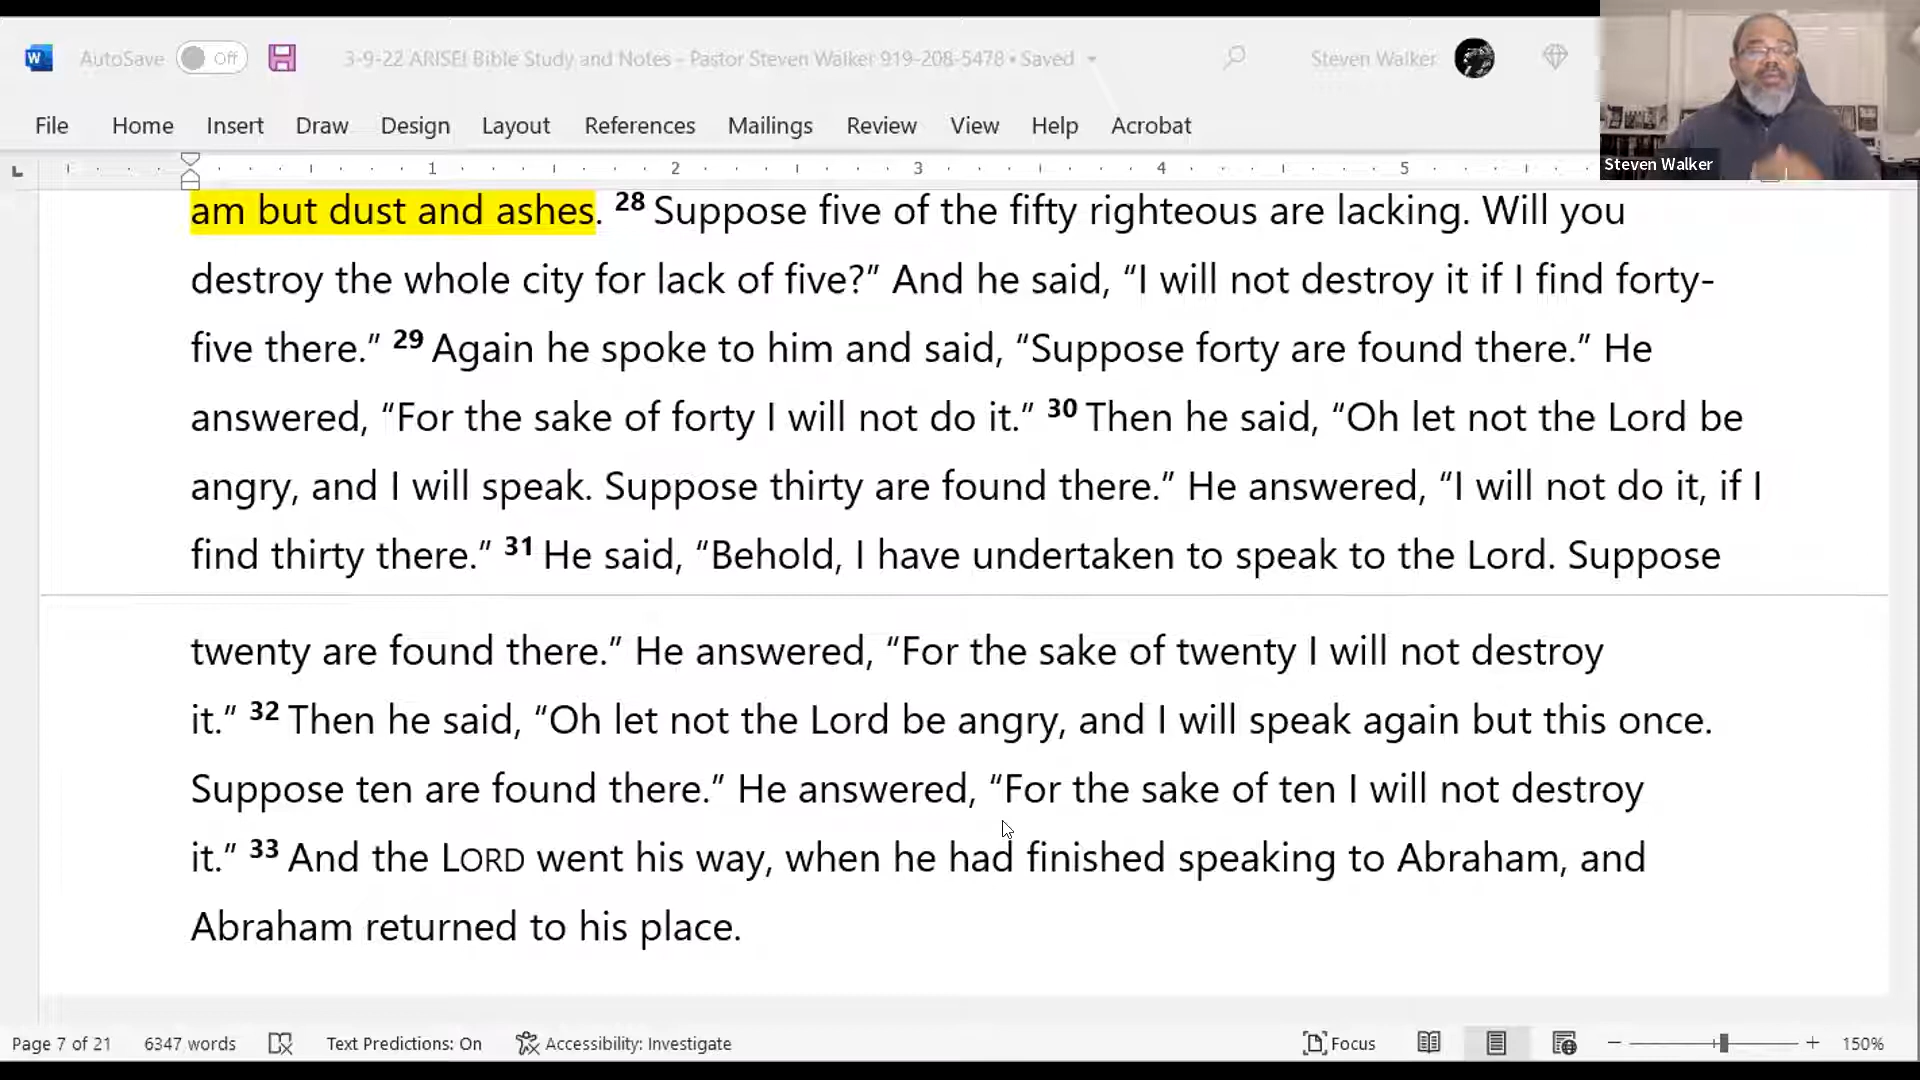 AutoSave Off 3-9-22 ARISE! Bible Study and Notes - Pastor Steven Walker 919-208-5478 • Saved Steven Walker
File Home Insert Draw Design Layout References Mailings Review View Help Acrobat
Steven Walker
1 2 3 4 5
am but dust and ashes. 28 Suppose five of the fifty righteous are lacking. Will you
destroy the whole city for lack of five?” And he said, “I will not destroy it if I find forty-
five there.” 29 Again he spoke to him and said, “Suppose forty are found there.” He
answered, “For the sake of forty I will not do it.” 30 Then he said, “Oh let not the Lord be
angry, and I will speak. Suppose thirty are found there.” He answered, “I will not do it, if I
find thirty there.” 31 He said, “Behold, I have undertaken to speak to the Lord. Suppose
twenty are found there.” He answered, “For the sake of twenty I will not destroy
it.” 32 Then he said, “Oh let not the Lord be angry, and I will speak again but this once.
Suppose ten are found there.” He answered, “For the sake of ten I will not destroy
it.” 33 And the LORD went his way, when he had finished speaking to Abraham, and
Abraham returned to his place.
Page 7 of 21 6347 words Text Predictions: On Accessibility: Investigate Focus 150%